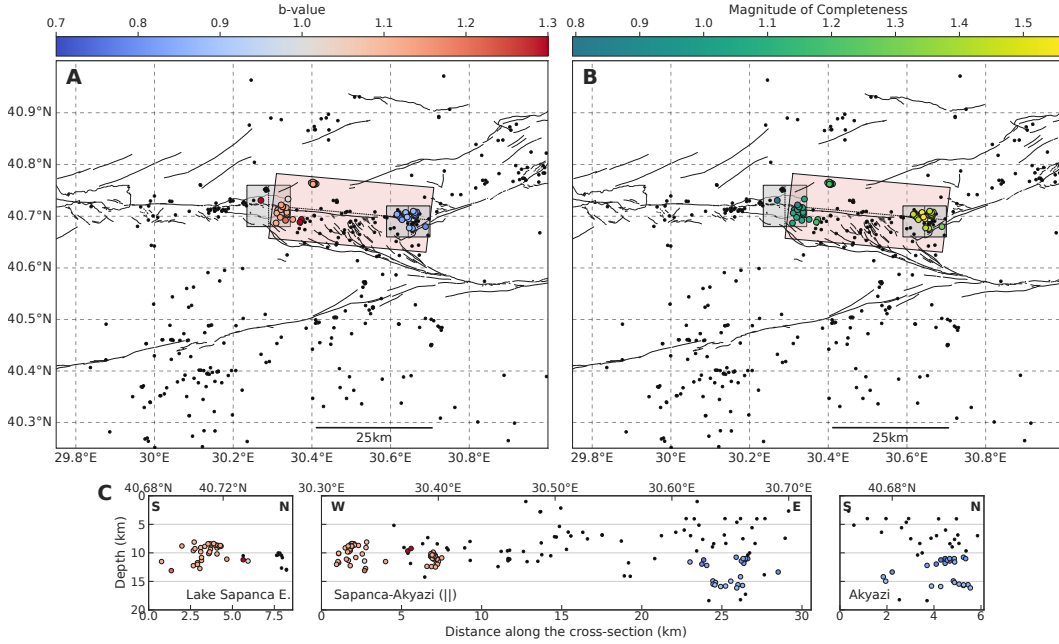 b-value
Magnitude of Completeness
0.7 0.8 0.9 1.0 1.1 1.2 1.3
0.8 0.9 1.0 1.1 1.2 1.3 1.4 1.5
A
B
40.9°N
40.8°N
40.7°N
40.6°N
40.5°N
40.4°N
40.3°N
25km
25km
29.8°E 30°E 30.2°E 30.4°E 30.6°E 30.8°E
29.8°E 30°E 30.2°E 30.4°E 30.6°E 30.8°E
C
40.68°N 40.72°N
30.30°E 30.40°E 30.50°E 30.60°E 30.70°E
40.68°N
S N
W E
S N
Depth (km)
0
5
10
15
20
Lake Sapanca E.
Sapanca-Akyazi (||)
Akyazi
0.0 2.5 5.0 7.5
0 5 10 15 20 25 30
0 2 4 6
Distance along the cross-section (km)